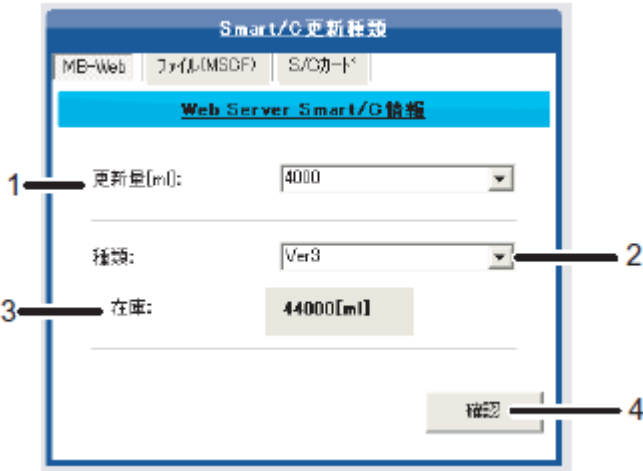 Smart/C更新種類
MB-Web ファイル(MSCF) S/Cカード
Web Server Smart/C情報
1 更新量[ml]: 4000
種類: Ver3 2
3 在庫: 44000[ml]
確認 4